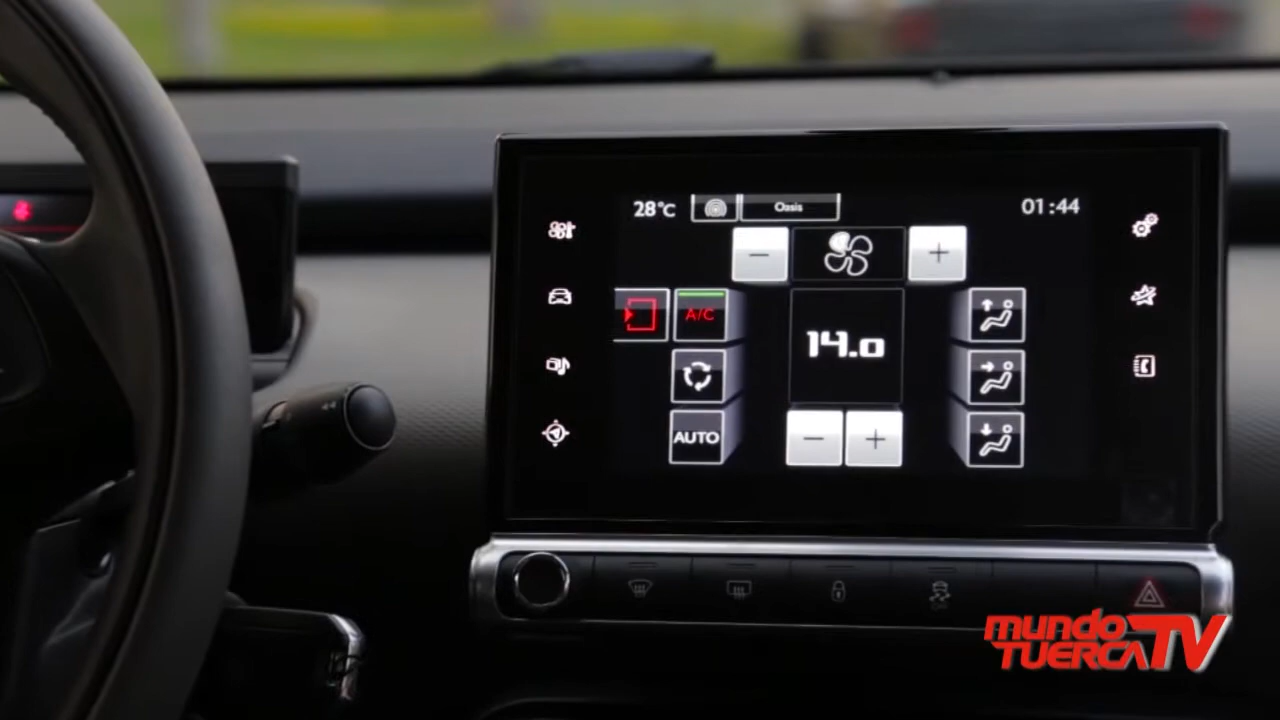 28°C
Oasis
01:44
−
+
A/C
14.0
AUTO
−
+
mundo
TUERCA TV